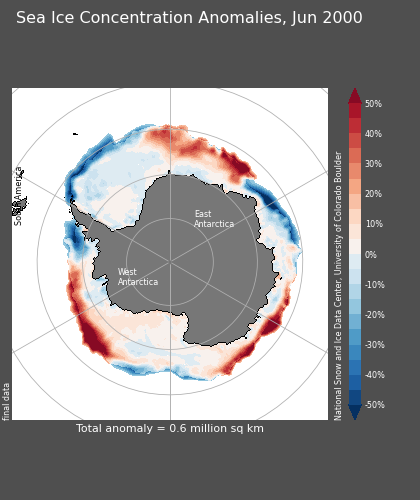 Sea Ice Concentration Anomalies, Jun 2000
South America
East
Antarctica
West
Antarctica
final data
National Snow and Ice Data Center, University of Colorado Boulder
50%
40%
30%
20%
10%
0%
-10%
-20%
-30%
-40%
-50%
Total anomaly = 0.6 million sq km